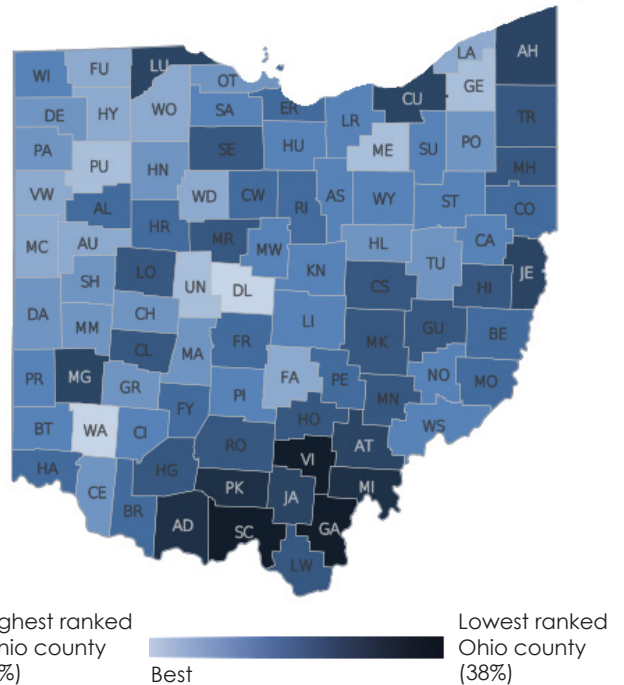 AH
LA
LU
FU
WI
GE
OT
CU
WO
SA
ER
HY
DE
TR
LR
PO
SU
HU
SE
ME
PA
PU
MH
HN
WD
CW
AS
WY
ST
VW
RI
AL
CO
HR
MR
CA
HL
MC
AU
MW
TU
KN
LO
JE
SH
UN
DL
CS
HI
DA
CH
LI
MM
GU
BE
FR
MK
CL
MA
NO
PR
MG
FA
PE
MO
GR
PI
MN
FY
HO
WS
BT
WA
CI
RO
AT
VI
HA
HG
PK
MI
CE
JA
BR
AD
SC
GA
LW
ghest ranked
hio county
%)
Best
Lowest ranked
Ohio county
(38%)